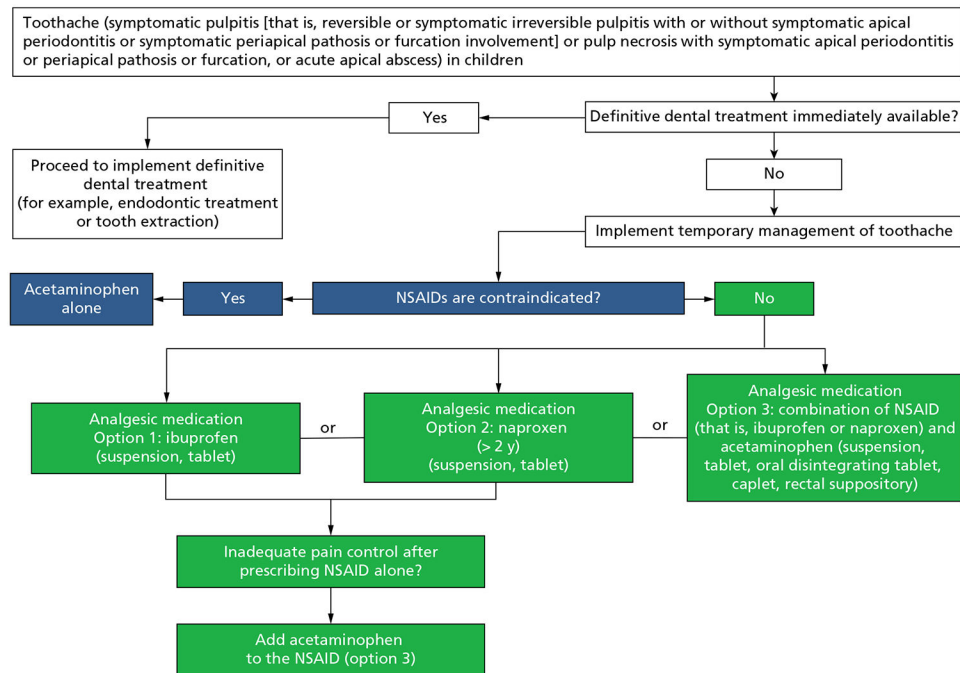 Toothache (symptomatic pulpitis [that is, reversible or symptomatic irreversible pulpitis with or without symptomatic apical
periodontitis or symptomatic periapical pathosis or furcation involvement] or pulp necrosis with symptomatic apical periodontitis
or periapical pathosis or furcation, or acute apical abscess) in children
Yes
Definitive dental treatment immediately available?
Proceed to implement definitive
dental treatment
(for example, endodontic treatment
or tooth extraction)
No
Implement temporary management of toothache
Acetaminophen
alone
Yes
NSAIDs are contraindicated?
No
Analgesic medication
Option 1: ibuprofen
(suspension, tablet)
or
Analgesic medication
Option 2: naproxen
(> 2 y)
(suspension, tablet)
or
Analgesic medication
Option 3: combination of NSAID
(that is, ibuprofen or naproxen) and
acetaminophen (suspension,
tablet, oral disintegrating tablet,
caplet, rectal suppository)
Inadequate pain control after
prescribing NSAID alone?
Add acetaminophen
to the NSAID (option 3)